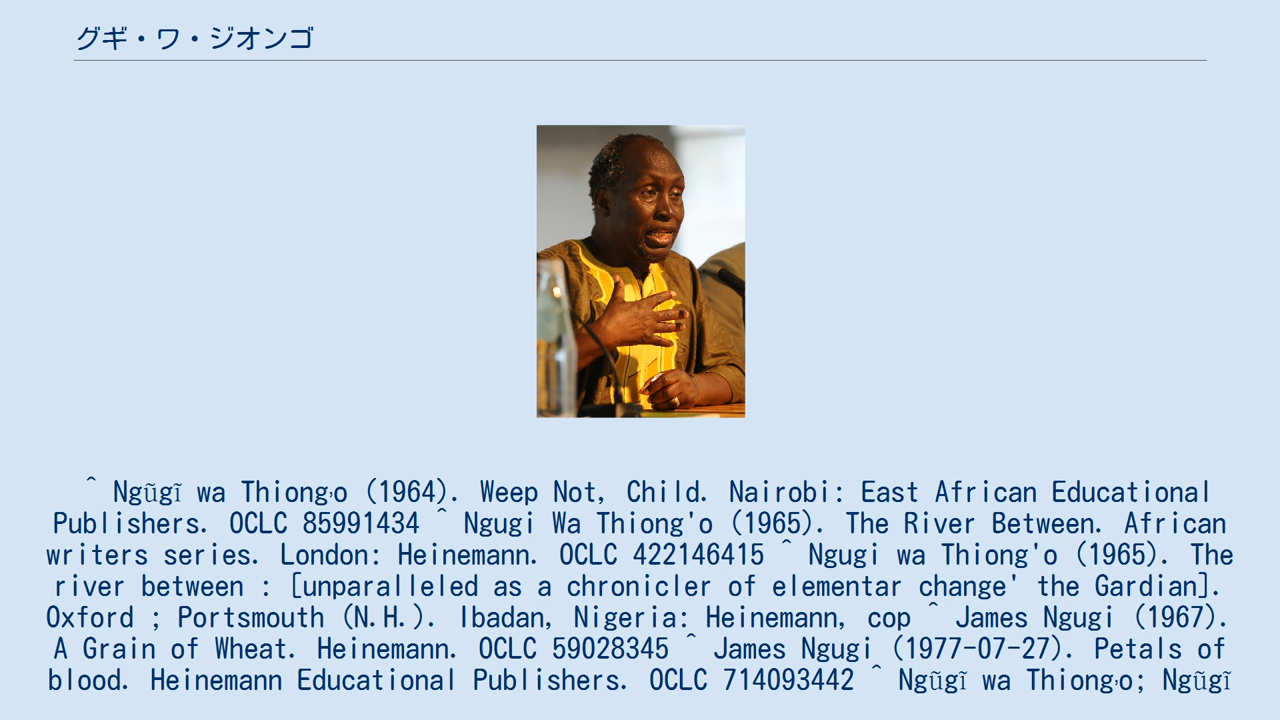 グギ・ワ・ジオンゴ
^ Ngũgĩ wa Thiong'o (1964). Weep Not, Child. Nairobi: East African Educational
Publishers. OCLC 85991434 ^ Ngugi Wa Thiong'o (1965). The River Between. African
writers series. London: Heinemann. OCLC 422146415 ^ Ngugi wa Thiong'o (1965). The
river between : [unparalleled as a chronicler of elementar change' the Gardian].
Oxford ; Portsmouth (N.H.). Ibadan, Nigeria: Heinemann, cop ^ James Ngugi (1967).
A Grain of Wheat. Heinemann. OCLC 59028345 ^ James Ngugi (1977-07-27). Petals of
blood. Heinemann Educational Publishers. OCLC 714093442 ^ Ngũgĩ wa Thiong'o; Ngũgĩ